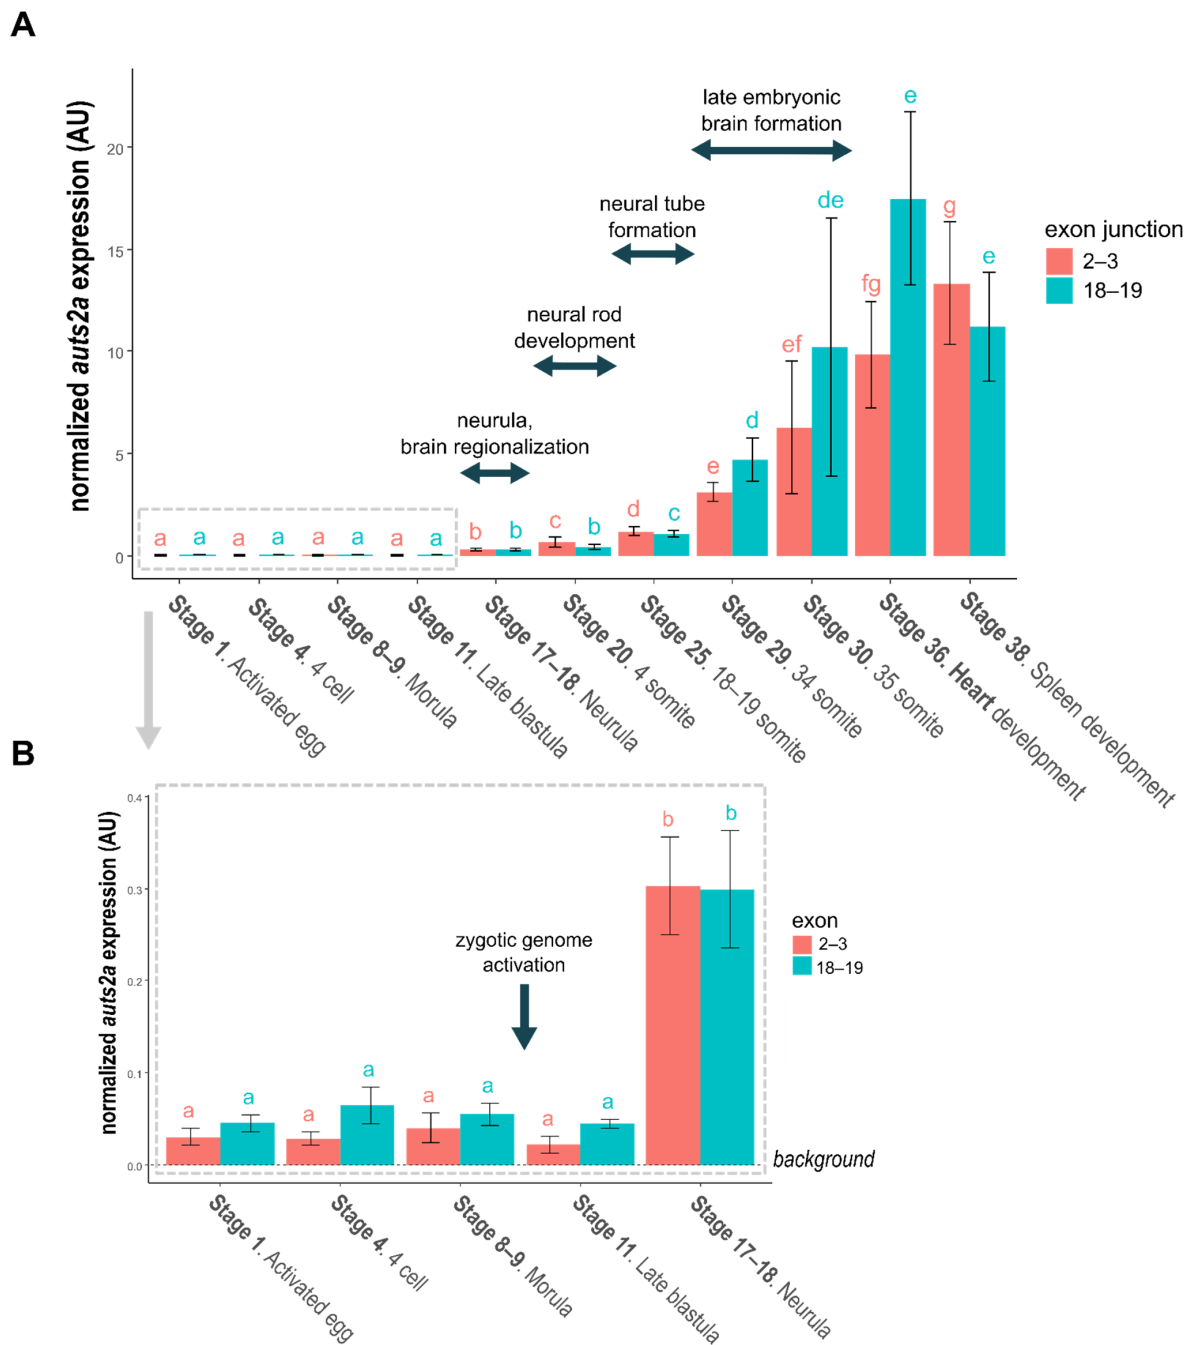 A
normalized auts2a expression (AU)
20
15
10
5
0
late embryonic
brain formation
neural tube
formation
neural rod
development
neurula,
brain regionalization
a
a
a
a
a
a
a
a
b
b
c
b
d
c
e
d
ef
de
fg
e
g
e
exon junction
2–3
18–19
Stage 1. Activated egg
Stage 4. 4 cell
Stage 8–9. Morula
Stage 11. Late blastula
Stage 17–18. Neurula
Stage 20. 4 somite
Stage 25. 18–19 somite
Stage 29. 34 somite
Stage 30. 35 somite
Stage 36. Heart development
Stage 38. Spleen development
B
normalized auts2a expression (AU)
0.4
0.3
0.2
0.1
0.0
zygotic genome
activation
a
a
a
a
a
a
a
a
b
b
exon
2–3
18–19
background
Stage 1. Activated egg
Stage 4. 4 cell
Stage 8–9. Morula
Stage 11. Late blastula
Stage 17–18. Neurula